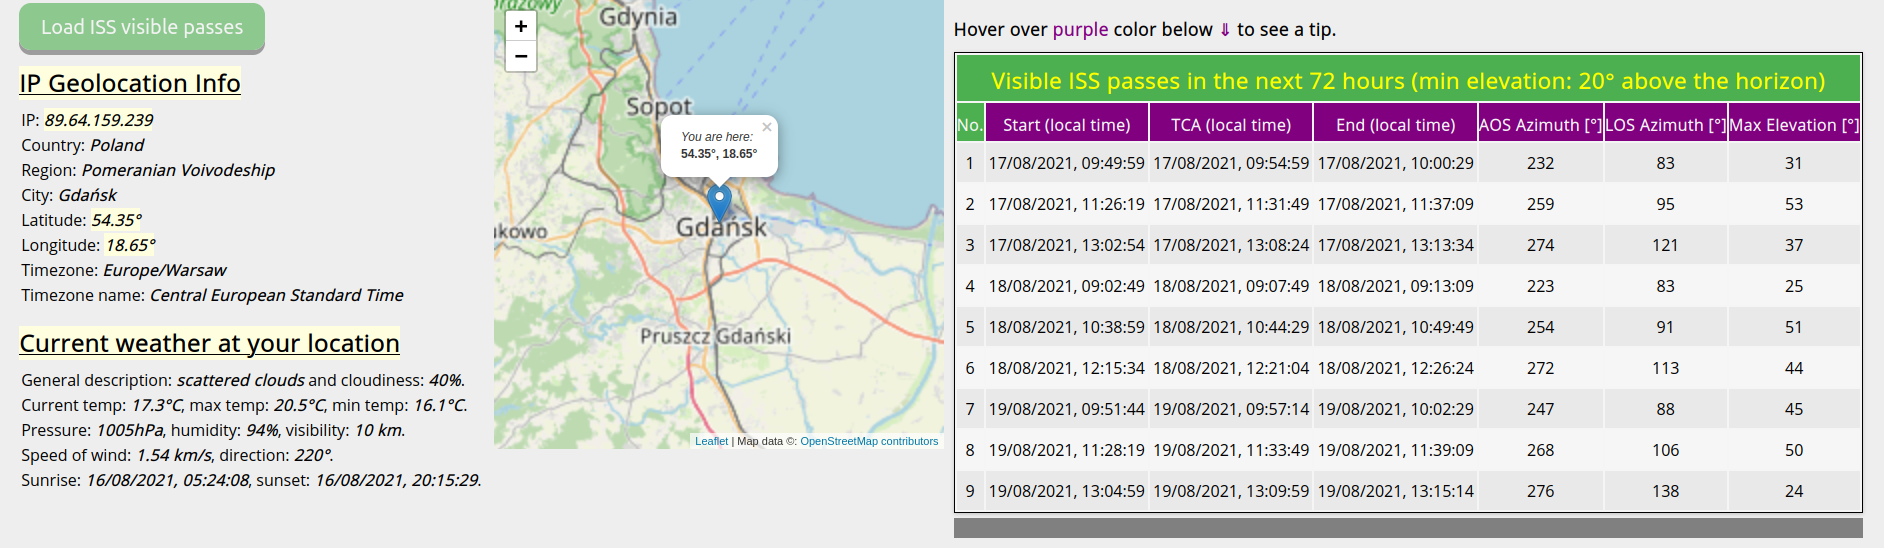 Load ISS visible passes
IP Geolocation Info
IP: 89.64.159.239
Country: Poland
Region: Pomeranian Voivodeship
City: Gdańsk
Latitude: 54.35°
Longitude: 18.65°
Timezone: Europe/Warsaw
Timezone name: Central European Standard Time
Current weather at your location
General description: scattered clouds and cloudiness: 40%.
Current temp: 17.3°C, max temp: 20.5°C, min temp: 16.1°C.
Pressure: 1005hPa, humidity: 94%, visibility: 10 km.
Speed of wind: 1.54 km/s, direction: 220°.
Sunrise: 16/08/2021, 05:24:08, sunset: 16/08/2021, 20:15:29.
+
−
Gdynia
Sopot
×
You are here:
54.35°, 18.65°
Gdańsk
Pruszcz Gdański
Leaflet | Map data ©: OpenStreetMap contributors
Hover over purple color below ⇓ to see a tip.
Visible ISS passes in the next 72 hours (min elevation: 20° above the horizon)
No. Start (local time) TCA (local time) End (local time) AOS Azimuth [°] LOS Azimuth [°] Max Elevation [°]
1 17/08/2021, 09:49:59 17/08/2021, 09:54:59 17/08/2021, 10:00:29 232 83 31
2 17/08/2021, 11:26:19 17/08/2021, 11:31:49 17/08/2021, 11:37:09 259 95 53
3 17/08/2021, 13:02:54 17/08/2021, 13:08:24 17/08/2021, 13:13:34 274 121 37
4 18/08/2021, 09:02:49 18/08/2021, 09:07:49 18/08/2021, 09:13:09 223 83 25
5 18/08/2021, 10:38:59 18/08/2021, 10:44:29 18/08/2021, 10:49:49 254 91 51
6 18/08/2021, 12:15:34 18/08/2021, 12:21:04 18/08/2021, 12:26:24 272 113 44
7 19/08/2021, 09:51:44 19/08/2021, 09:57:14 19/08/2021, 10:02:29 247 88 45
8 19/08/2021, 11:28:19 19/08/2021, 11:33:49 19/08/2021, 11:39:09 268 106 50
9 19/08/2021, 13:04:59 19/08/2021, 13:09:59 19/08/2021, 13:15:14 276 138 24